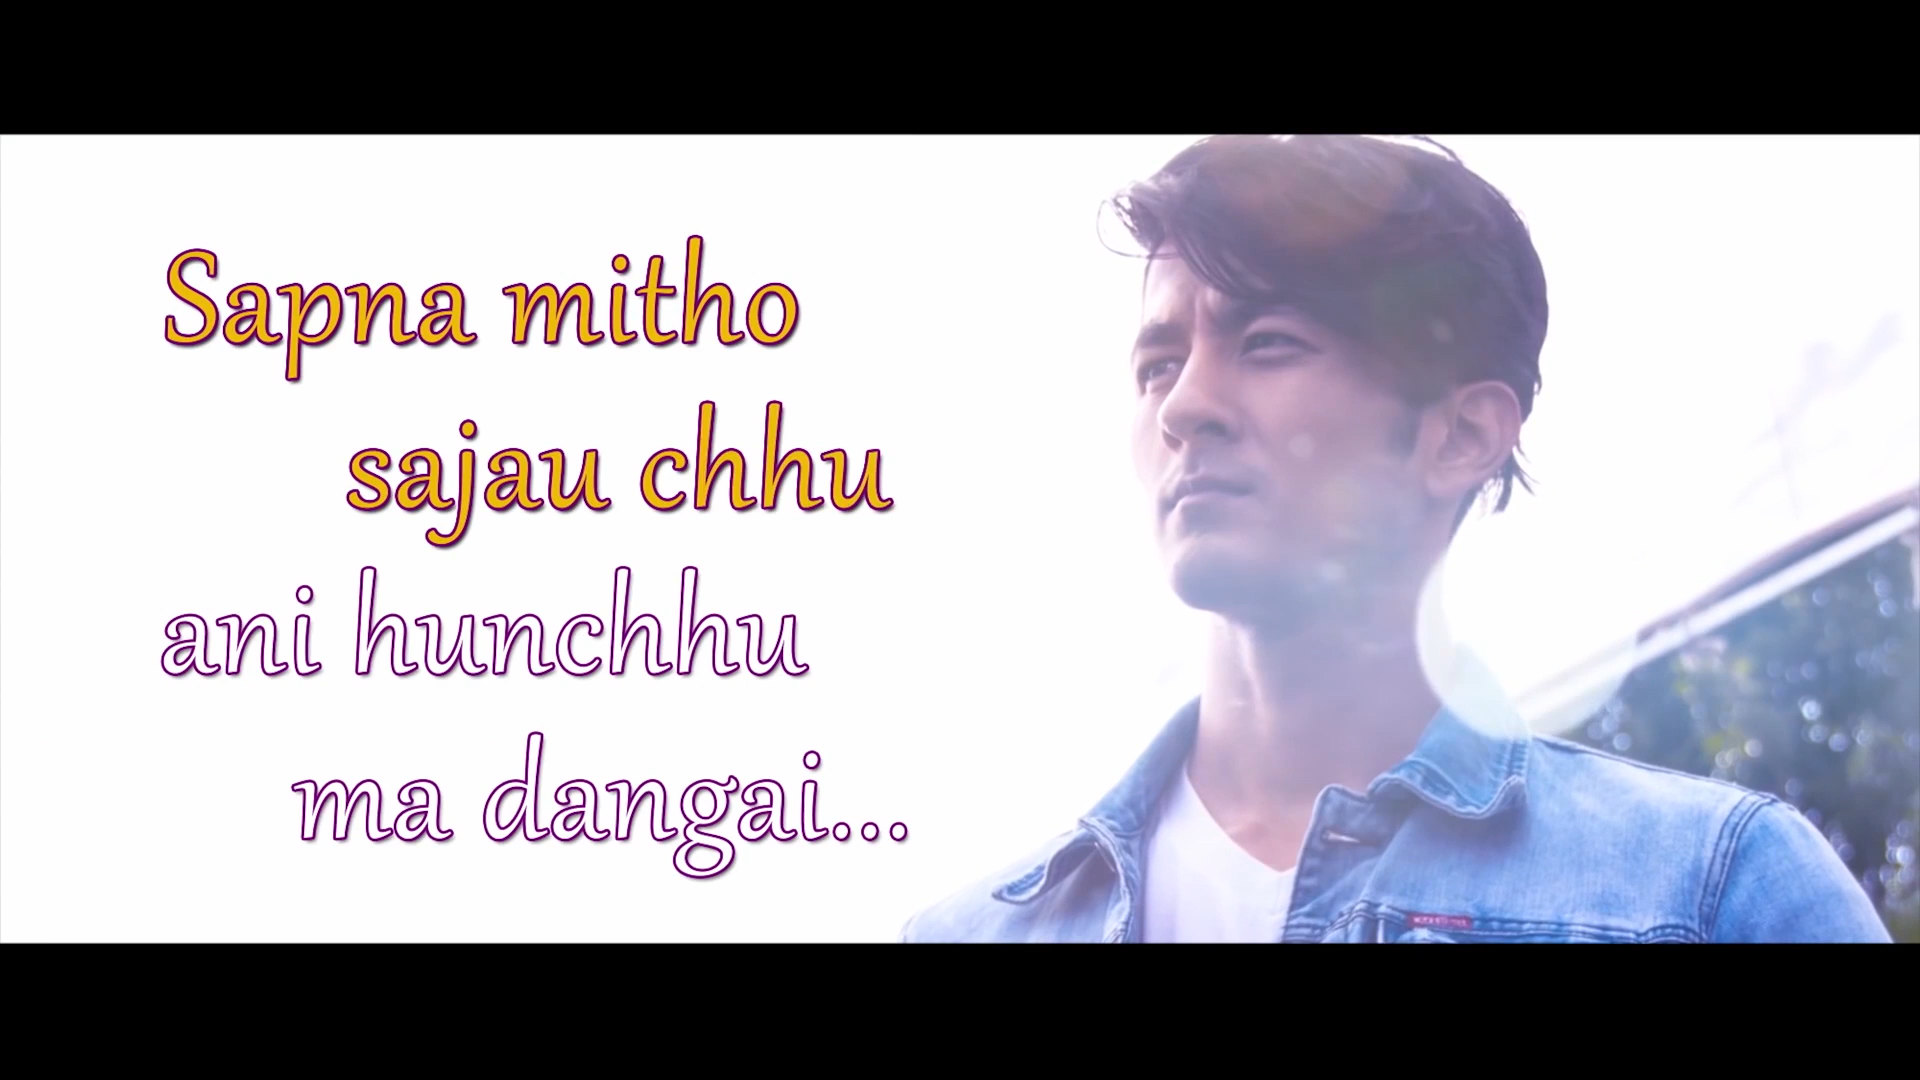 Sapna mitho
sajau chhu
ani hunchhu
ma dangai...